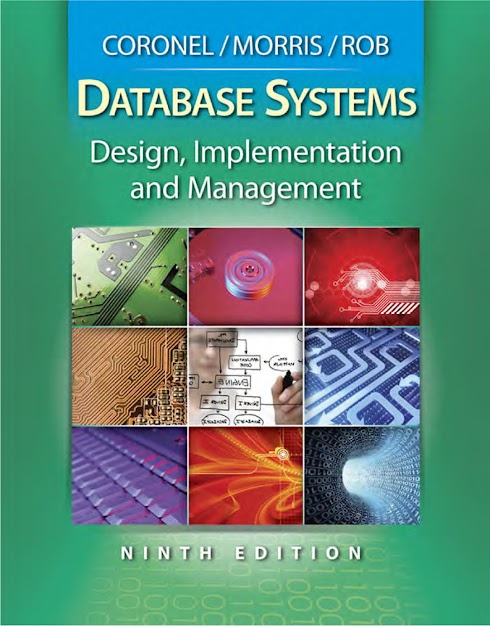 CORONEL / MORRIS / ROB
DATABASE SYSTEMS
Design, Implementation
and Management
NINTH EDITION